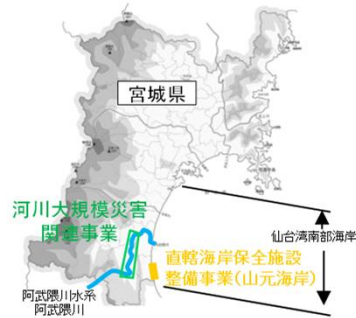 宮城県
河川大規模災害
関連事業
仙台湾南部海岸
直轄海岸保全施設
整備事業(山元海岸)
阿武隈川水系
阿武隈川